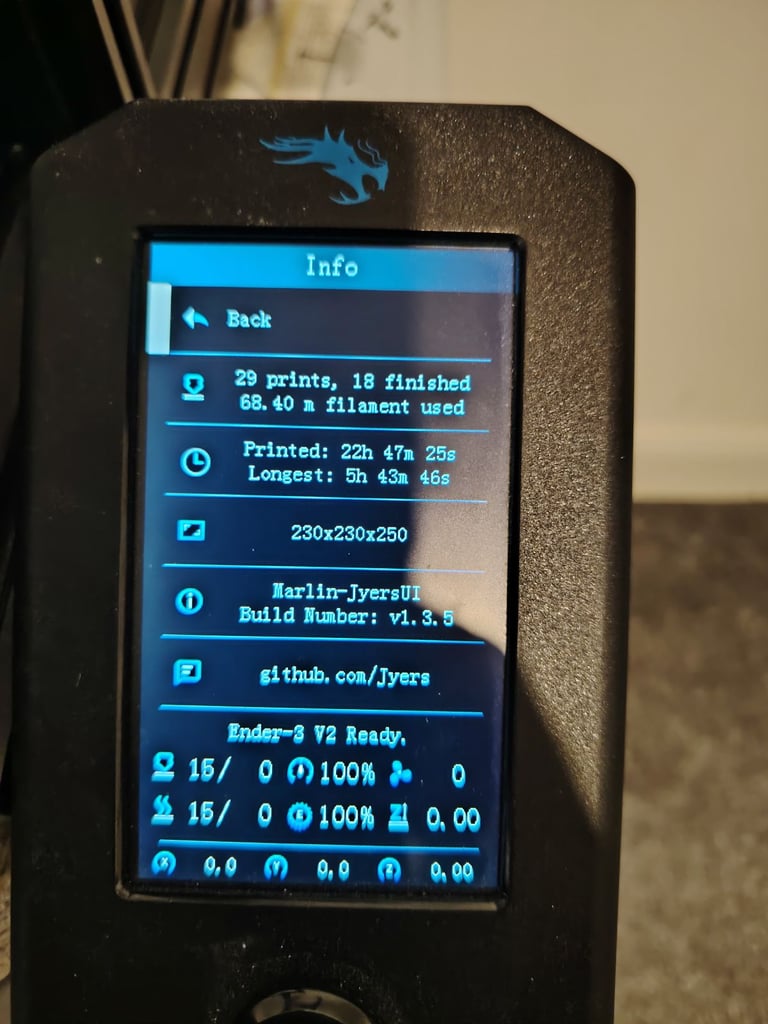 Info
Back
29 prints, 18 finished
68.40 m filament used
Printed: 22h 47m 25s
Longest: 5h 43m 46s
230x230x250
Marlin-JyersUI
Build Number: v1.3.5
github.com/Jyers
Ender-3 V2 Ready.
15/ 0 100% 0
15/ 0 E 100% Z 0.00
X 0.0 Y 0.0 Z 0.00